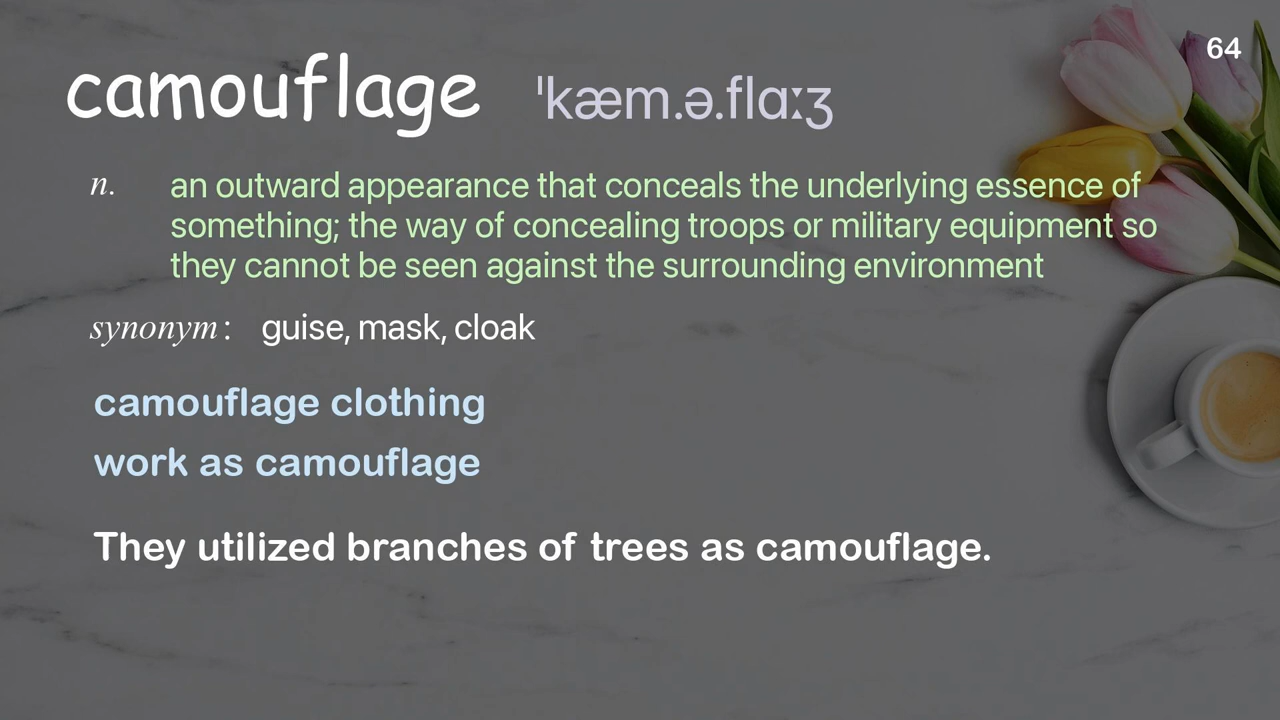 64
camouflage ˈkæm.ə.flɑːʒ
n. an outward appearance that conceals the underlying essence of
something; the way of concealing troops or military equipment so
they cannot be seen against the surrounding environment
synonym: guise, mask, cloak
camouflage clothing
work as camouflage
They utilized branches of trees as camouflage.